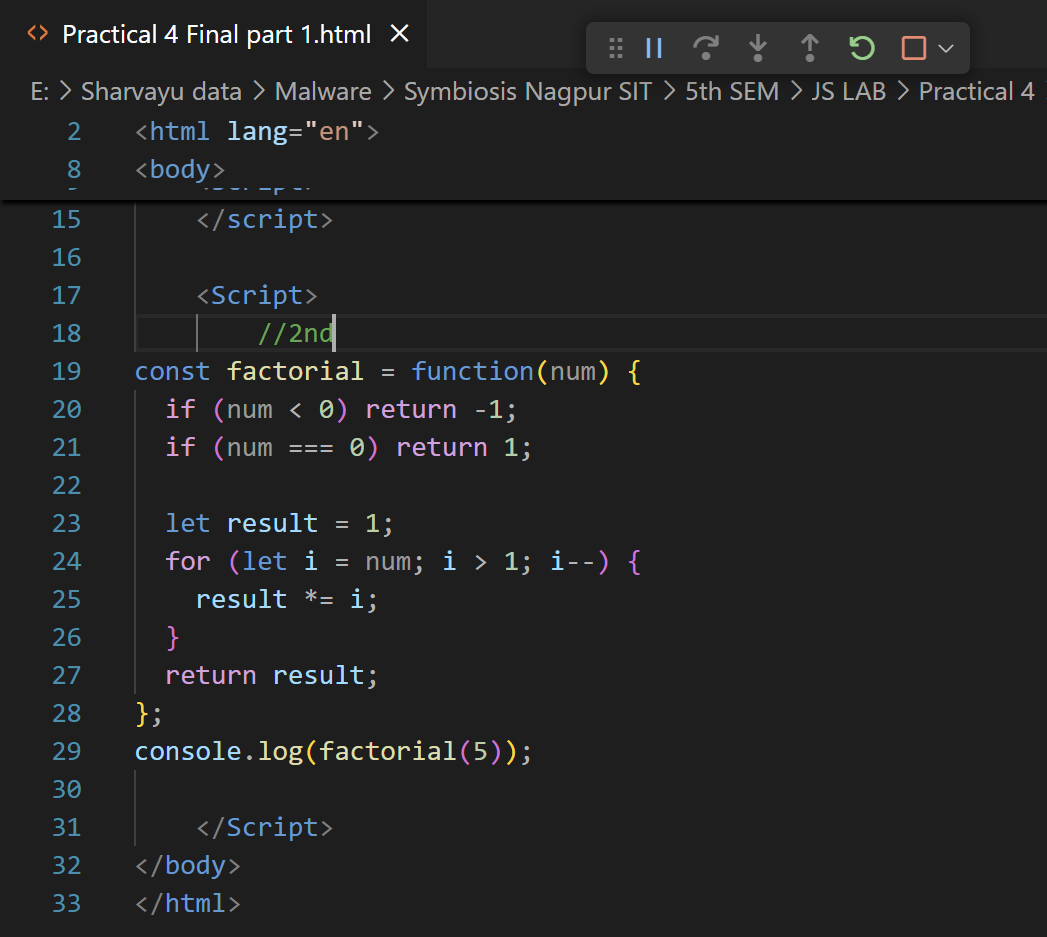 <> Practical 4 Final part 1.html ×
E: > Sharvayu data > Malware > Symbiosis Nagpur SIT > 5th SEM > JS LAB > Practical 4
2 <html lang="en">
8 <body>
15 </script>
16
17 <Script>
18 //2nd
19 const factorial = function(num) {
20 if (num < 0) return -1;
21 if (num === 0) return 1;
22
23 let result = 1;
24 for (let i = num; i > 1; i--) {
25 result *= i;
26 }
27 return result;
28 };
29 console.log(factorial(5));
30
31 </Script>
32 </body>
33 </html>